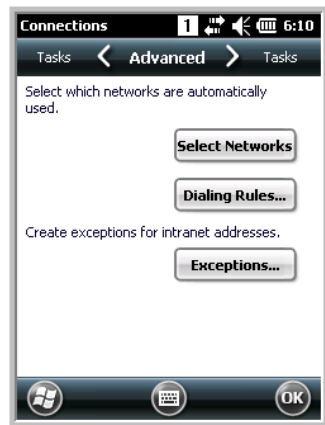 Connections 1 6:10
Tasks Advanced Tasks
Select which networks are automatically
used.
Select Networks
Dialing Rules...
Create exceptions for intranet addresses.
Exceptions...
OK